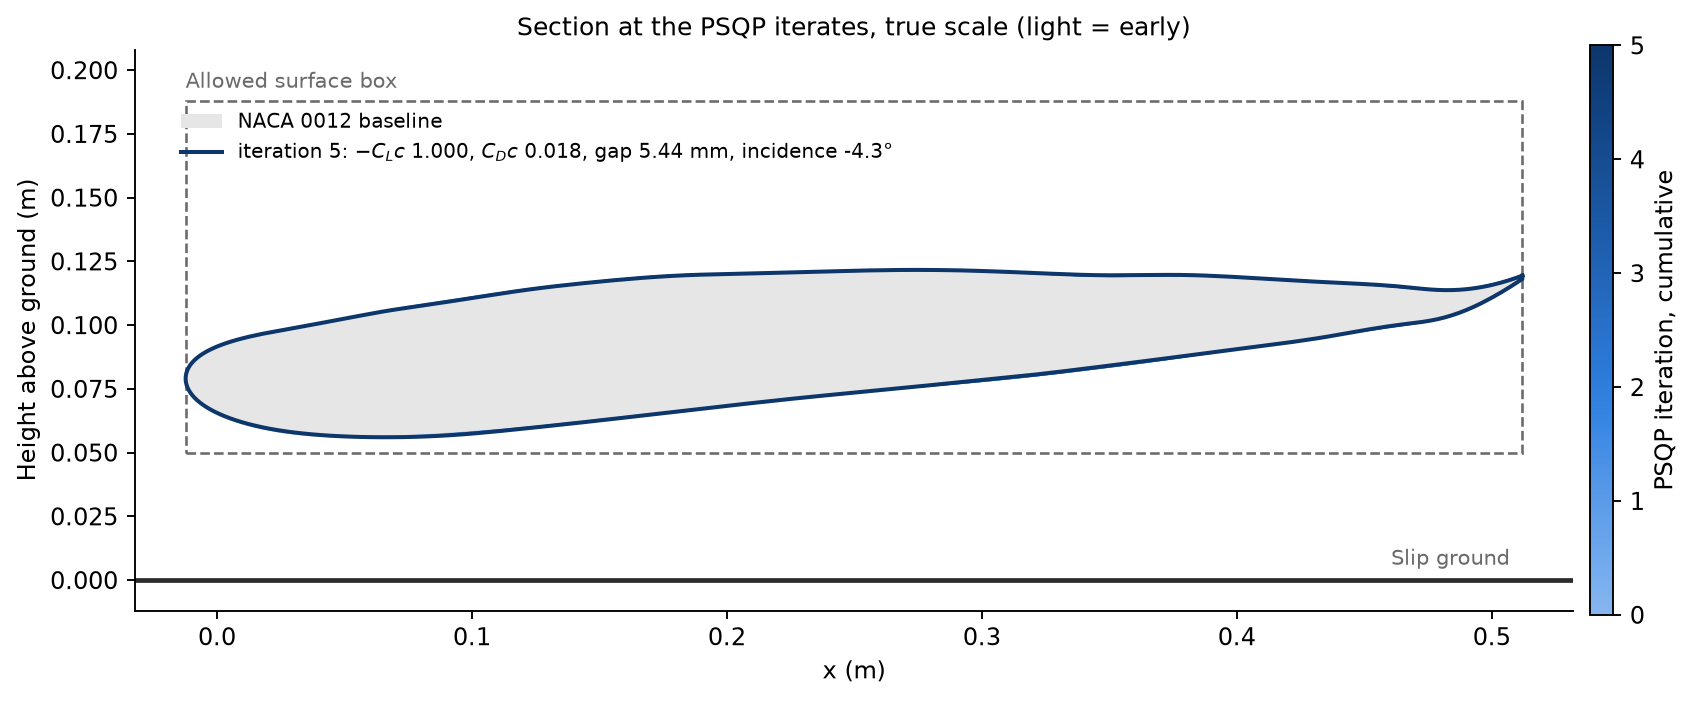 Section at the PSQP iterates, true scale (light = early)
Allowed surface box
NACA 0012 baseline
iteration 5: −C_Lc 1.000, C_Dc 0.018, gap 5.44 mm, incidence -4.3°
Slip ground
Height above ground (m)
0.200
0.175
0.150
0.125
0.100
0.075
0.050
0.025
0.000
0.0 0.1 0.2 0.3 0.4 0.5
x (m)
5
4
3
2
1
0
PSQP iteration, cumulative